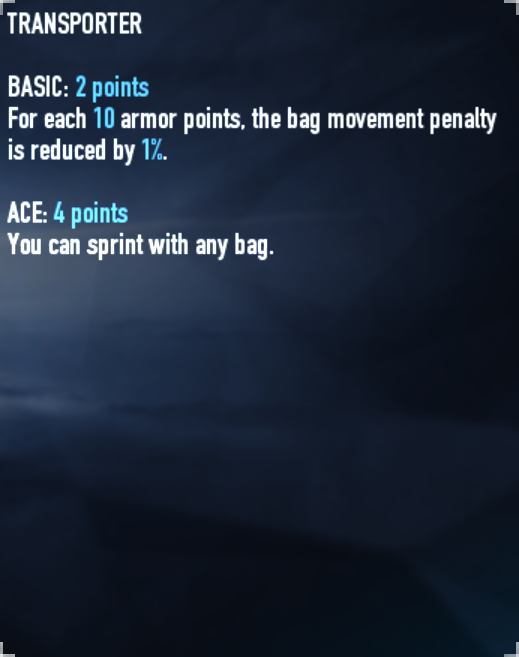 TRANSPORTER
BASIC: 2 points
For each 10 armor points, the bag movement penalty
is reduced by 1%.
ACE: 4 points
You can sprint with any bag.